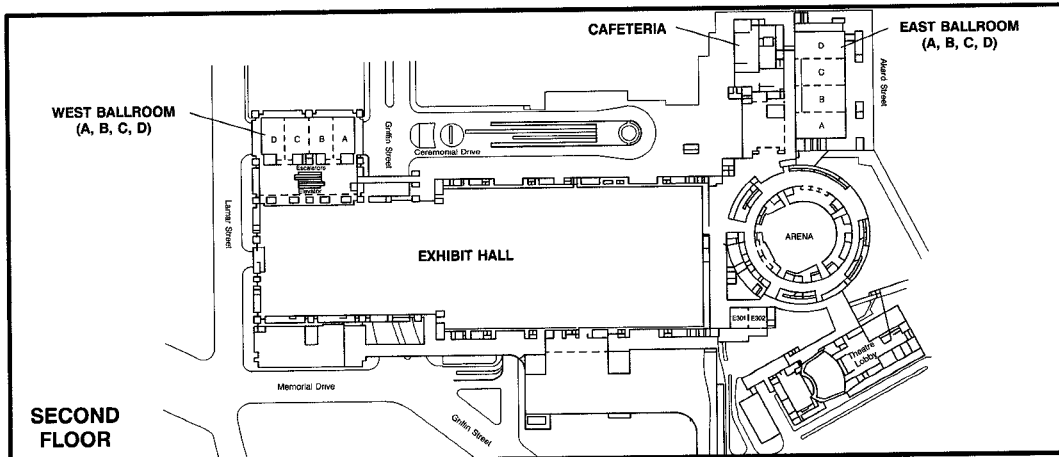 CAFETERIA
EAST BALLROOM
(A, B, C, D)
D
C
B
A
Akard Street
WEST BALLROOM
(A, B, C, D)
D C B A
Escalators
Elevator
Griffin Street
Ceremonial Drive
Lamar Street
EXHIBIT HALL
ARENA
E301 E302
Theatre
Lobby
Memorial Drive
Griffin Street
SECOND
FLOOR